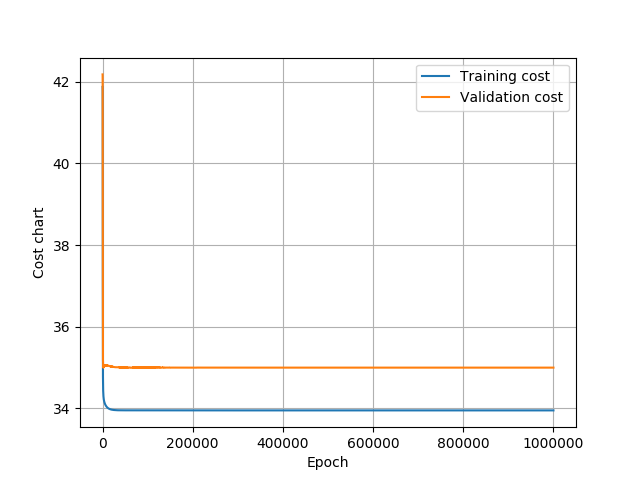 Training cost
Validation cost
42
40
38
36
34
Cost chart
0
200000
400000
600000
800000
1000000
Epoch